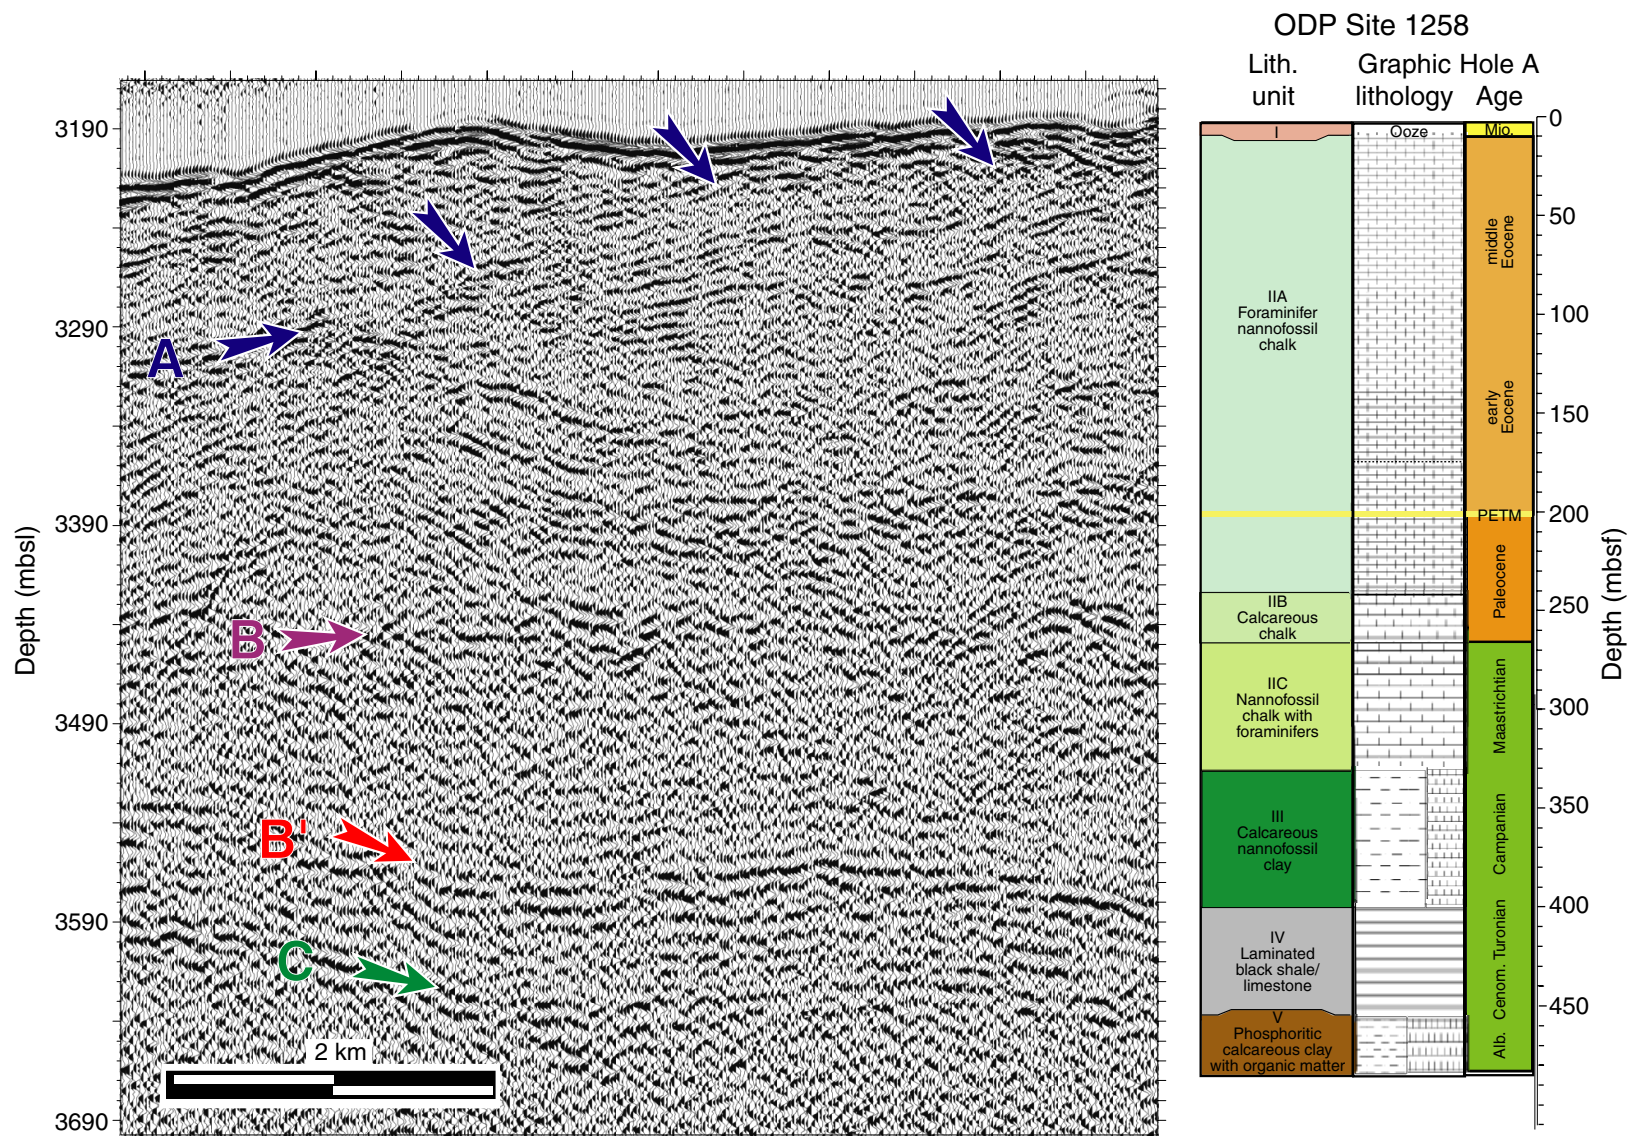 ODP Site 1258
Lith.
unit
Graphic
lithology
Hole A
Age
Depth (mbsl)
3190
3290
3390
3490
3590
3690
A
B
B'
C
2 km
I
IIA
Foraminifer
nannofossil
chalk
IIB
Calcareous
chalk
IIC
Nannofossil
chalk with
foraminifers
III
Calcareous
nannofossil
clay
IV
Laminated
black shale/
limestone
V
Phosphoritic
calcareous clay
with organic matter
Ooze
Mio.
middle
Eocene
early
Eocene
PETM
Paleocene
Maastrichtian
Campanian
Turonian
Cenom.
Alb.
0
50
100
150
200
250
300
350
400
450
Depth (mbsf)